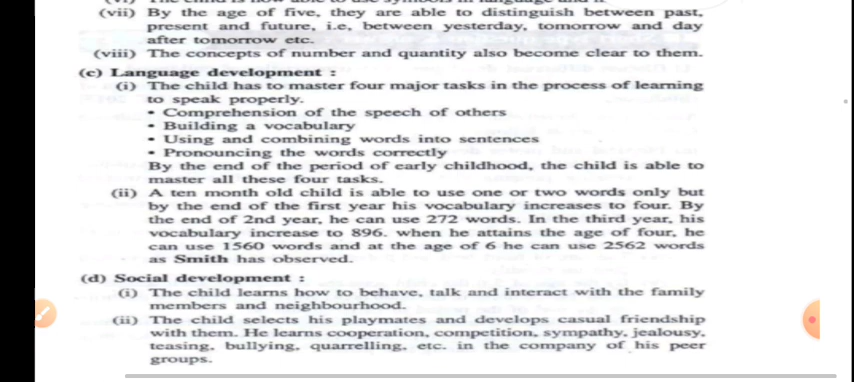 (vii) By the age of five, they are able to distinguish between past,
present and future, i.e, between yesterday, tomorrow and day
after tomorrow etc.
(viii) The concepts of number and quantity also become clear to them.
(c) Language development :
(i) The child has to master four major tasks in the process of learning
to speak properly.
• Comprehension of the speech of others
• Building a vocabulary
• Using and combining words into sentences
• Pronouncing the words correctly
By the end of the period of early childhood, the child is able to
master all these four tasks.
(ii) A ten month old child is able to use one or two words only but
by the end of the first year his vocabulary increases to four. By
the end of 2nd year, he can use 272 words. In the third year, his
vocabulary increase to 896. when he attains the age of four, he
can use 1560 words and at the age of 6 he can use 2562 words
as Smith has observed.
(d) Social development :
(i) The child learns how to behave, talk and interact with the family
members and neighbourhood.
(ii) The child selects his playmates and develops casual friendship
with them. He learns cooperation, competition, sympathy, jealousy,
teasing, bullying, quarrelling, etc. in the company of his peer
groups.